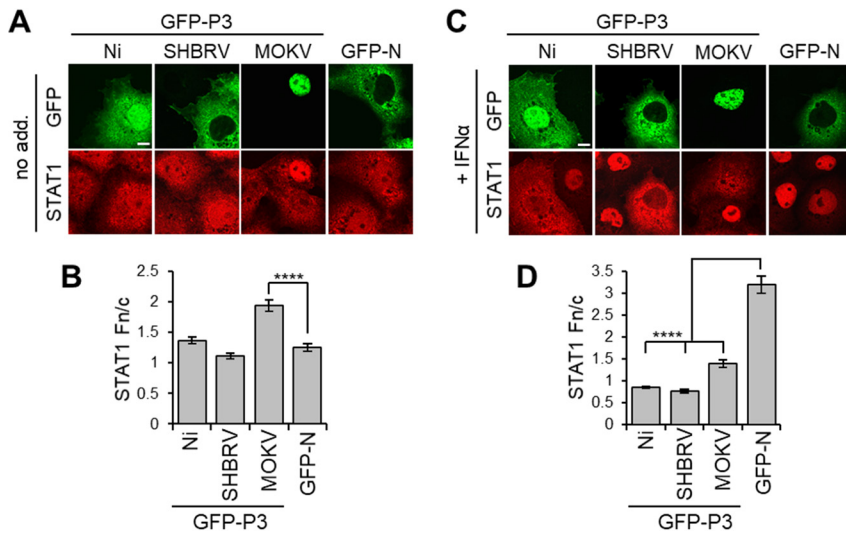 A
GFP-P3
Ni SHBRV MOKV GFP-N
no add.
GFP
STAT1
B
STAT1 Fn/c
2.5
2
1.5
1
0.5
0
****
Ni
SHBRV
MOKV
GFP-N
GFP-P3
C
GFP-P3
Ni SHBRV MOKV GFP-N
+ IFNα
GFP
STAT1
D
STAT1 Fn/c
3.5
3
2.5
2
1.5
1
0.5
0
****
Ni
SHBRV
MOKV
GFP-N
GFP-P3